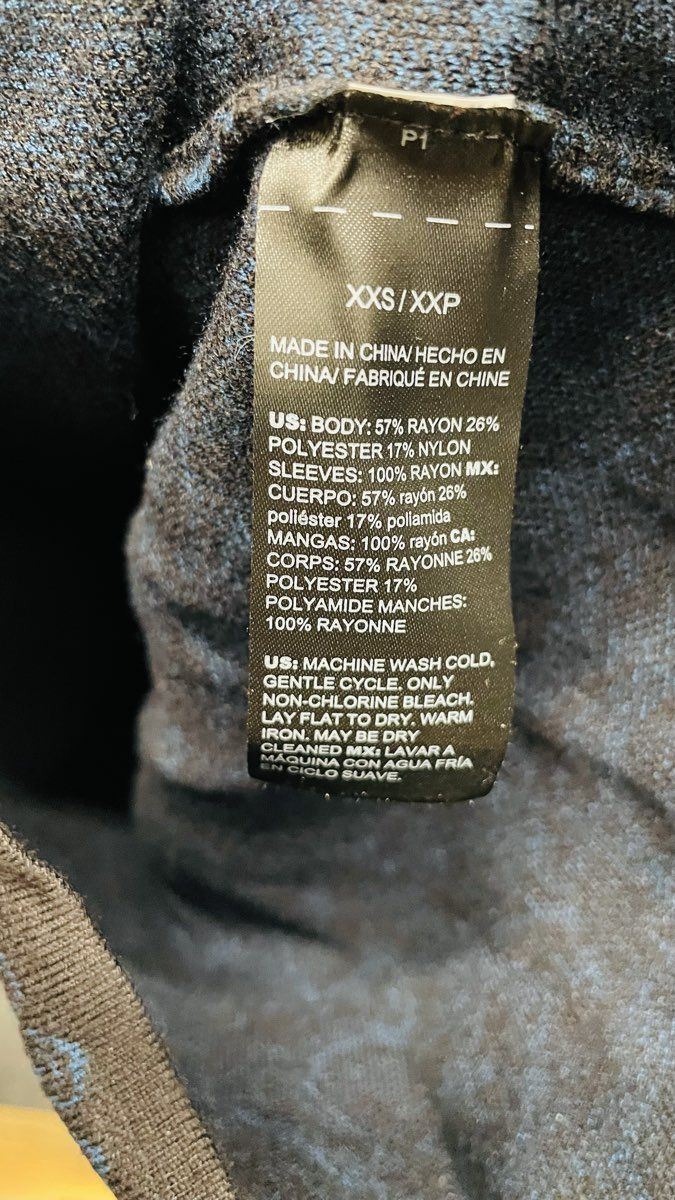 P1
XXS/XXP
MADE IN CHINA/ HECHO EN
CHINA/ FABRIQUÉ EN CHINE
US: BODY: 57% RAYON 26%
POLYESTER 17% NYLON
SLEEVES: 100% RAYON MX:
CUERPO: 57% rayón 26%
poliéster 17% poliamida
MANGAS: 100% rayón CA:
CORPS: 57% RAYONNE 26%
POLYESTER 17%
POLYAMIDE MANCHES:
100% RAYONNE
US: MACHINE WASH COLD,
GENTLE CYCLE. ONLY
NON-CHLORINE BLEACH.
LAY FLAT TO DRY. WARM
IRON. MAY BE DRY
CLEANED MX: LAVAR A
MÁQUINA CON AGUA FRÍA
EN CICLO SUAVE.